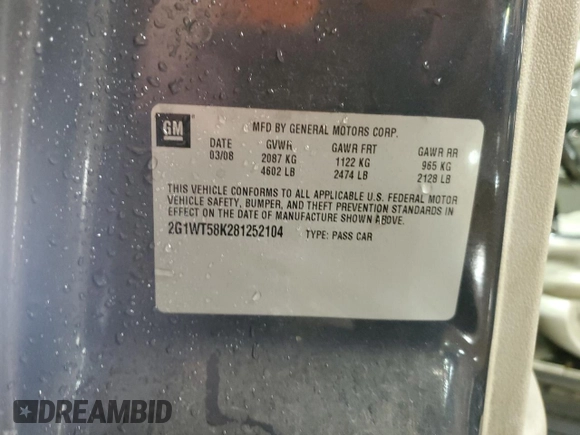 GM
MFD BY GENERAL MOTORS CORP.
DATE GVWR GAWR FRT GAWR RR
03/08 2087 KG 1122 KG 965 KG
4602 LB 2474 LB 2128 LB
THIS VEHICLE CONFORMS TO ALL APPLICABLE U.S. FEDERAL MOTOR
VEHICLE SAFETY, BUMPER, AND THEFT PREVENTION STANDARDS IN
EFFECT ON THE DATE OF MANUFACTURE SHOWN ABOVE.
2G1WT58K281252104 TYPE: PASS CAR
DREAMBID